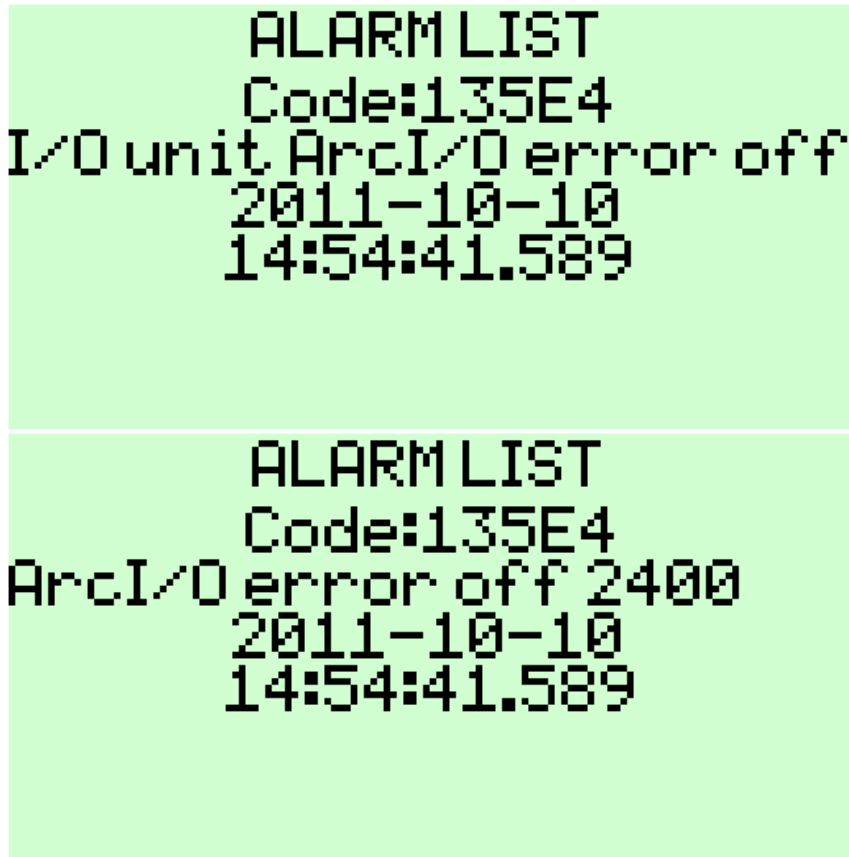 ALARM LIST
Code:135E4
I/O unit ArcI/O error off
2011-10-10
14:54:41.589
ALARM LIST
Code:135E4
ArcI/O error off 2400
2011-10-10
14:54:41.589